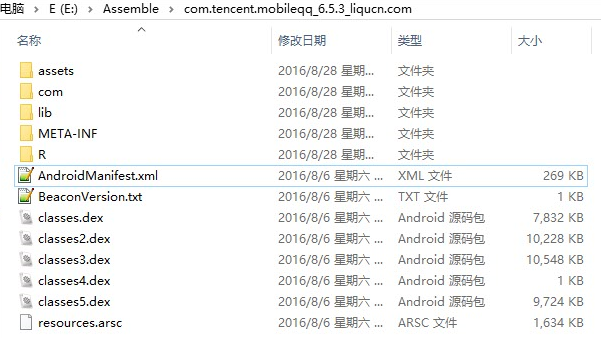 电脑 › E (E:) › Assemble › com.tencent.mobileqq_6.5.3_liqucn.com
名称 修改日期 类型 大小
assets 2016/8/28 星期... 文件夹
com 2016/8/28 星期... 文件夹
lib 2016/8/28 星期... 文件夹
META-INF 2016/8/28 星期... 文件夹
R 2016/8/28 星期... 文件夹
AndroidManifest.xml 2016/8/6 星期六 ... XML 文件 269 KB
BeaconVersion.txt 2016/8/6 星期六 ... TXT 文件 1 KB
classes.dex 2016/8/6 星期六 ... Android 源码包 7,832 KB
classes2.dex 2016/8/6 星期六 ... Android 源码包 10,228 KB
classes3.dex 2016/8/6 星期六 ... Android 源码包 10,548 KB
classes4.dex 2016/8/6 星期六 ... Android 源码包 1 KB
classes5.dex 2016/8/6 星期六 ... Android 源码包 9,724 KB
resources.arsc 2016/8/6 星期六 ... ARSC 文件 1,634 KB